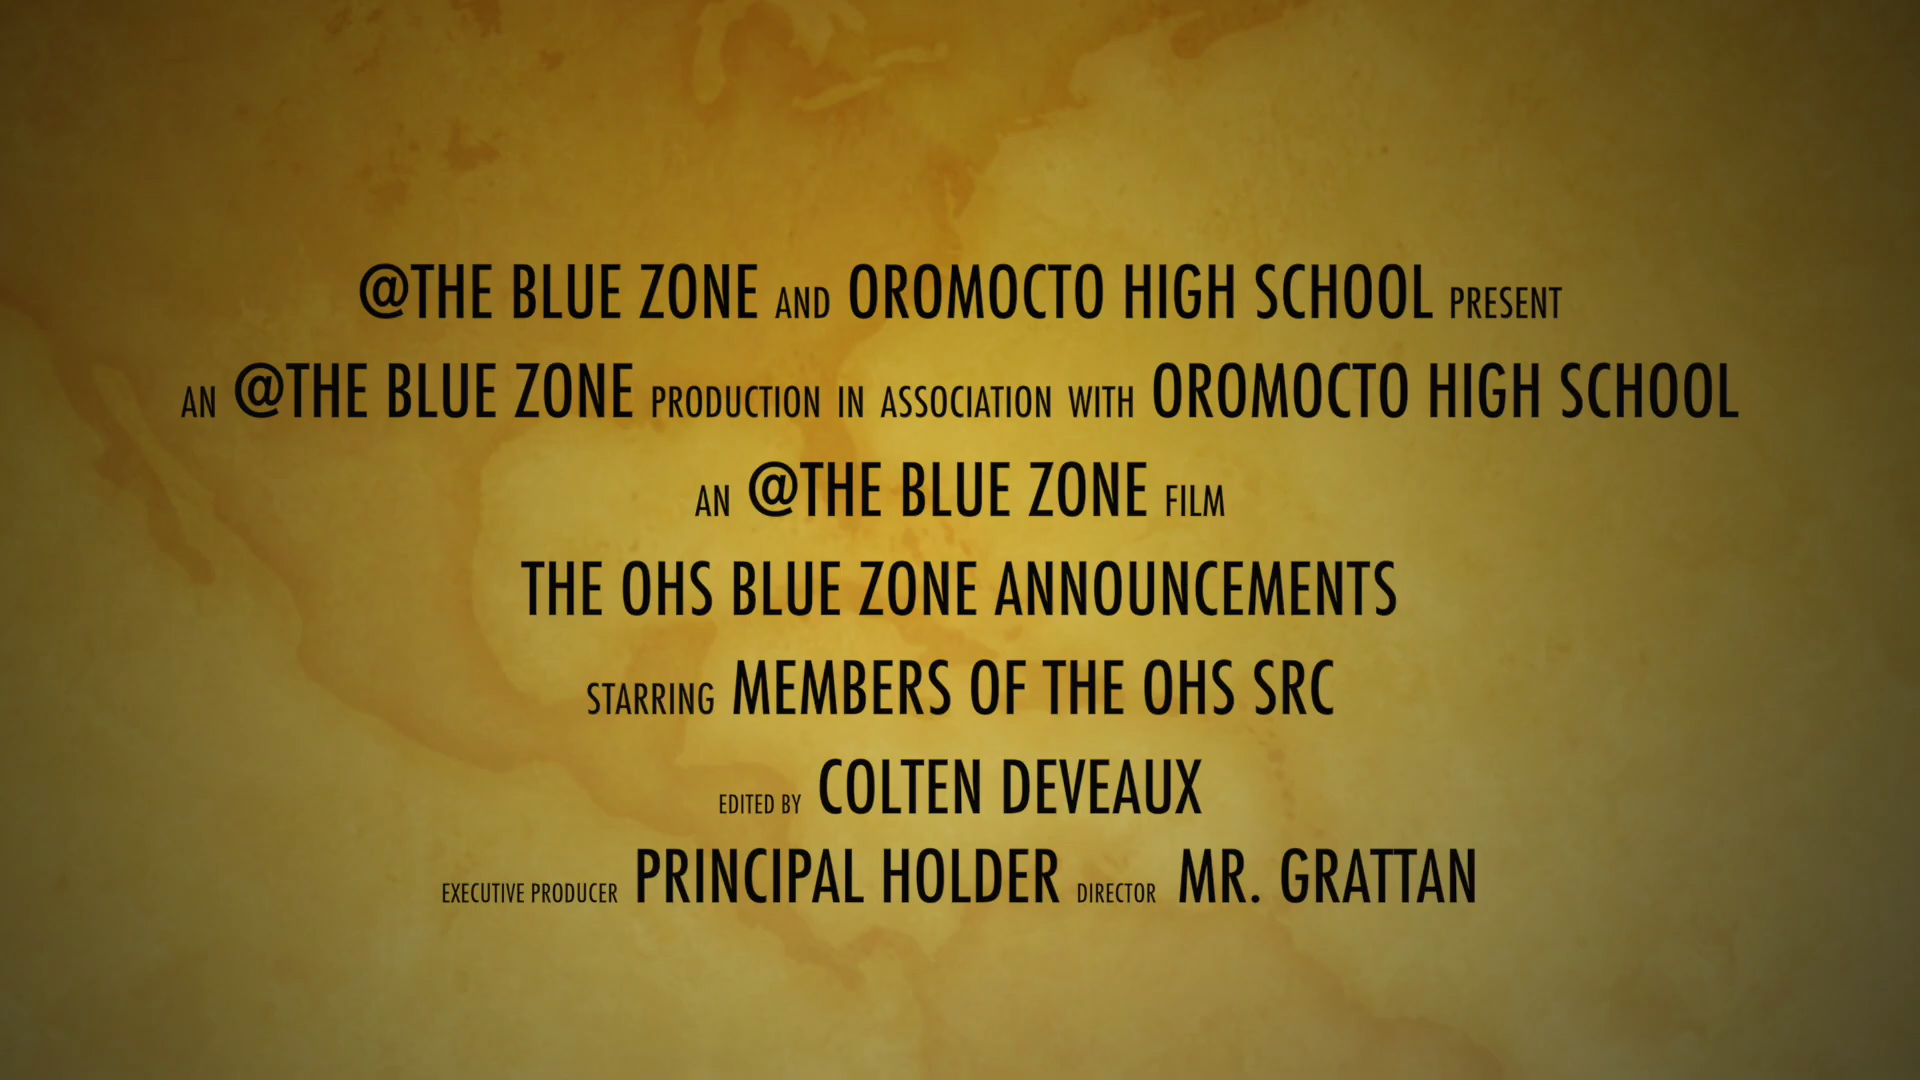 @THE BLUE ZONE AND OROMOCTO HIGH SCHOOL PRESENT
AN @THE BLUE ZONE PRODUCTION IN ASSOCIATION WITH OROMOCTO HIGH SCHOOL
AN @THE BLUE ZONE FILM
THE OHS BLUE ZONE ANNOUNCEMENTS
STARRING MEMBERS OF THE OHS SRC
EDITED BY COLTEN DEVEAUX
EXECUTIVE PRODUCER PRINCIPAL HOLDER DIRECTOR MR. GRATTAN